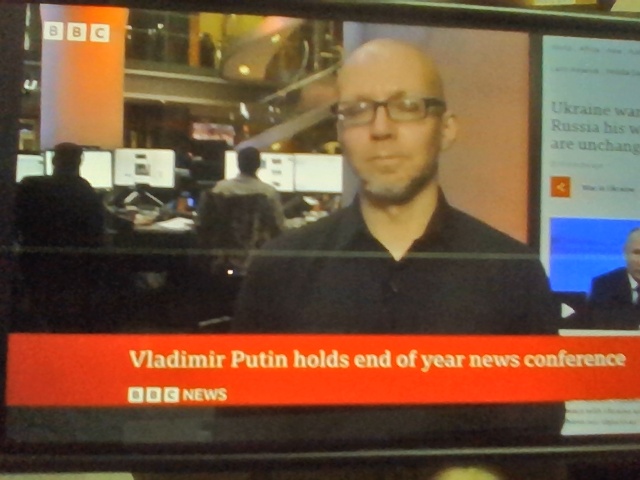 BBC
Ukraine wa
Russia his
are unchang
War in Ukraine
Vladimir Putin holds end of year news conference
BBC NEWS